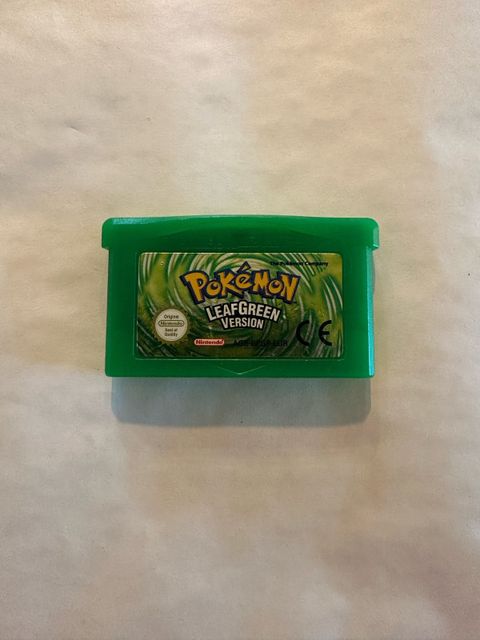 The Pokémon Company
POKéMON
LEAFGREEN
VERSION
Original
Nintendo
Seal of
Quality
Nintendo
CE